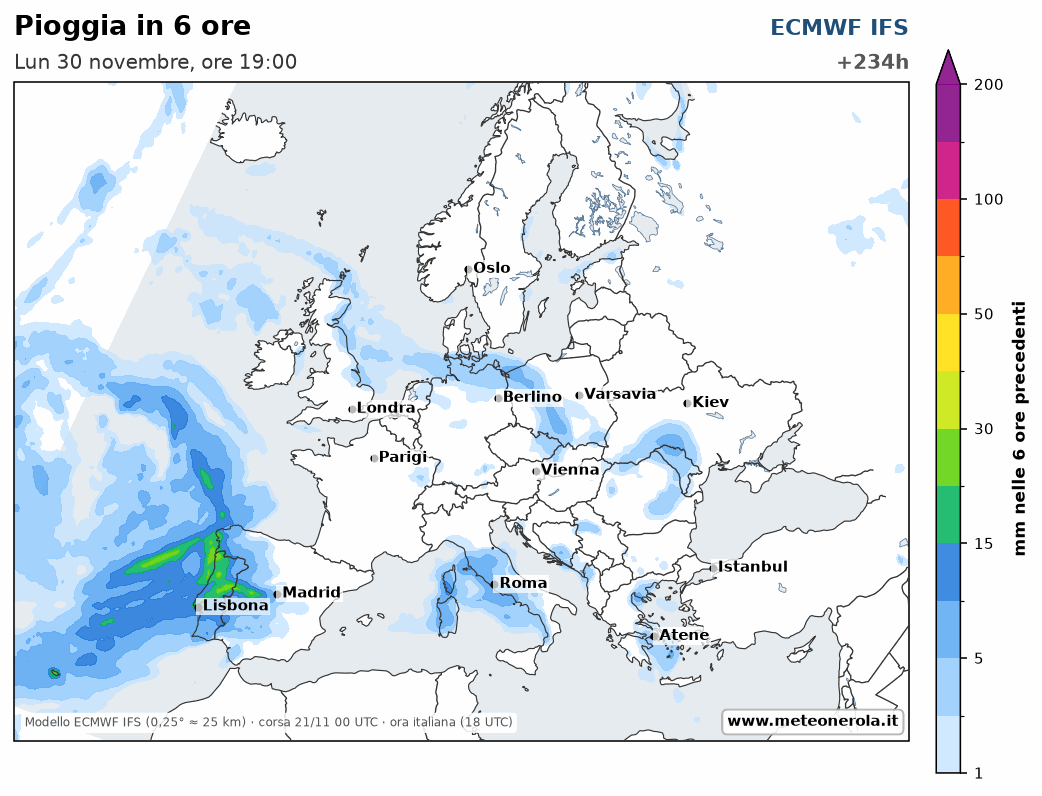 Pioggia in 6 ore
ECMWF IFS
Lun 30 novembre, ore 19:00
+234h
200
100
50
30
15
5
1
mm nelle 6 ore precedenti
Oslo
Berlino
Varsavia
Kiev
Londra
Parigi
Vienna
Istanbul
Roma
Madrid
Lisbona
Atene
Modello ECMWF IFS (0,25° ≈ 25 km) · corsa 21/11 00 UTC · ora italiana (18 UTC)
www.meteonerola.it